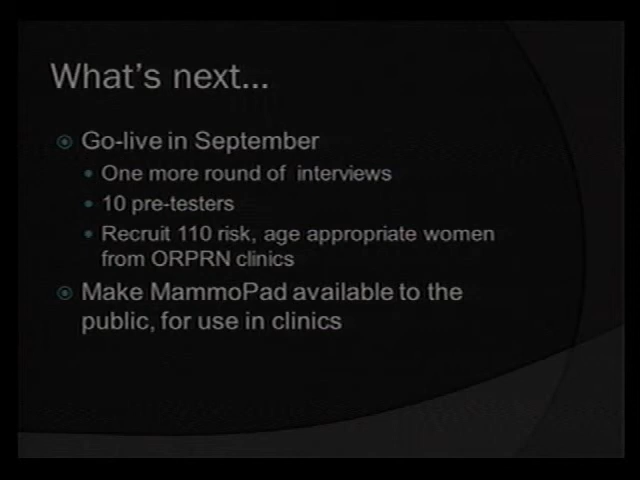 What's next...
Go-live in September
One more round of interviews
10 pre-testers
Recruit 110 risk, age appropriate women
from ORPRN clinics
Make MammoPad available to the
public, for use in clinics